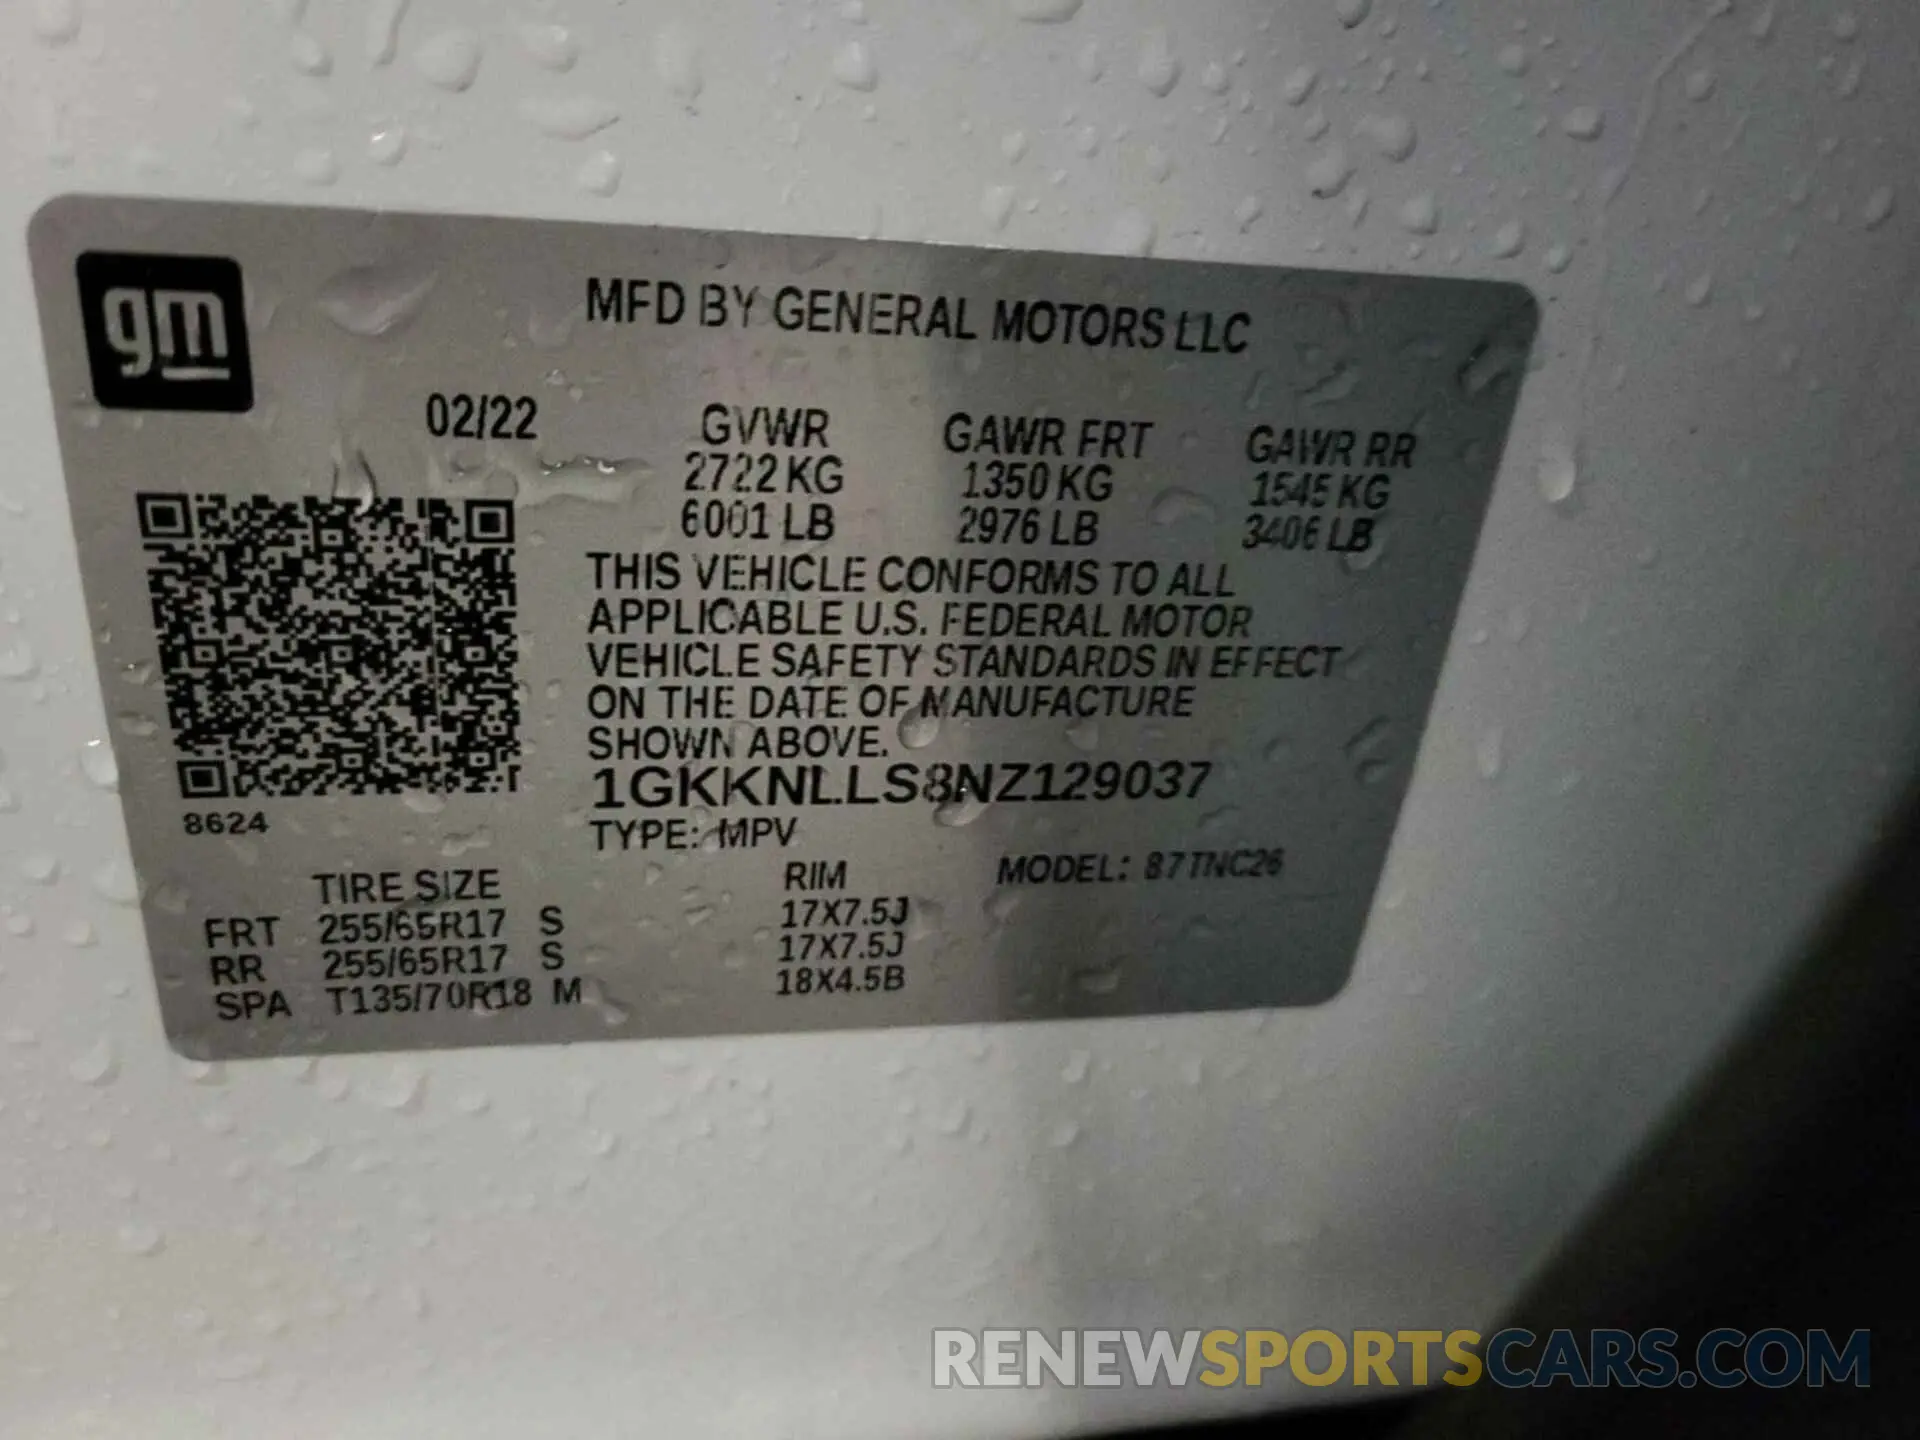 gm
MFD BY GENERAL MOTORS LLC
02/22 GVWR GAWR FRT GAWR RR
2722 KG 1350 KG 1545 KG
6001 LB 2976 LB 3406 LB
THIS VEHICLE CONFORMS TO ALL
APPLICABLE U.S. FEDERAL MOTOR
VEHICLE SAFETY STANDARDS IN EFFECT
ON THE DATE OF MANUFACTURE
SHOWN ABOVE.
1GKKNLLS8NZ129037
8624
TYPE: MPV
MODEL: 87TNC26
TIRE SIZE RIM
FRT 255/65R17 S 17X7.5J
RR 255/65R17 S 17X7.5J
SPA T135/70R18 M 18X4.5B
RENEWSPORTSCARS.COM